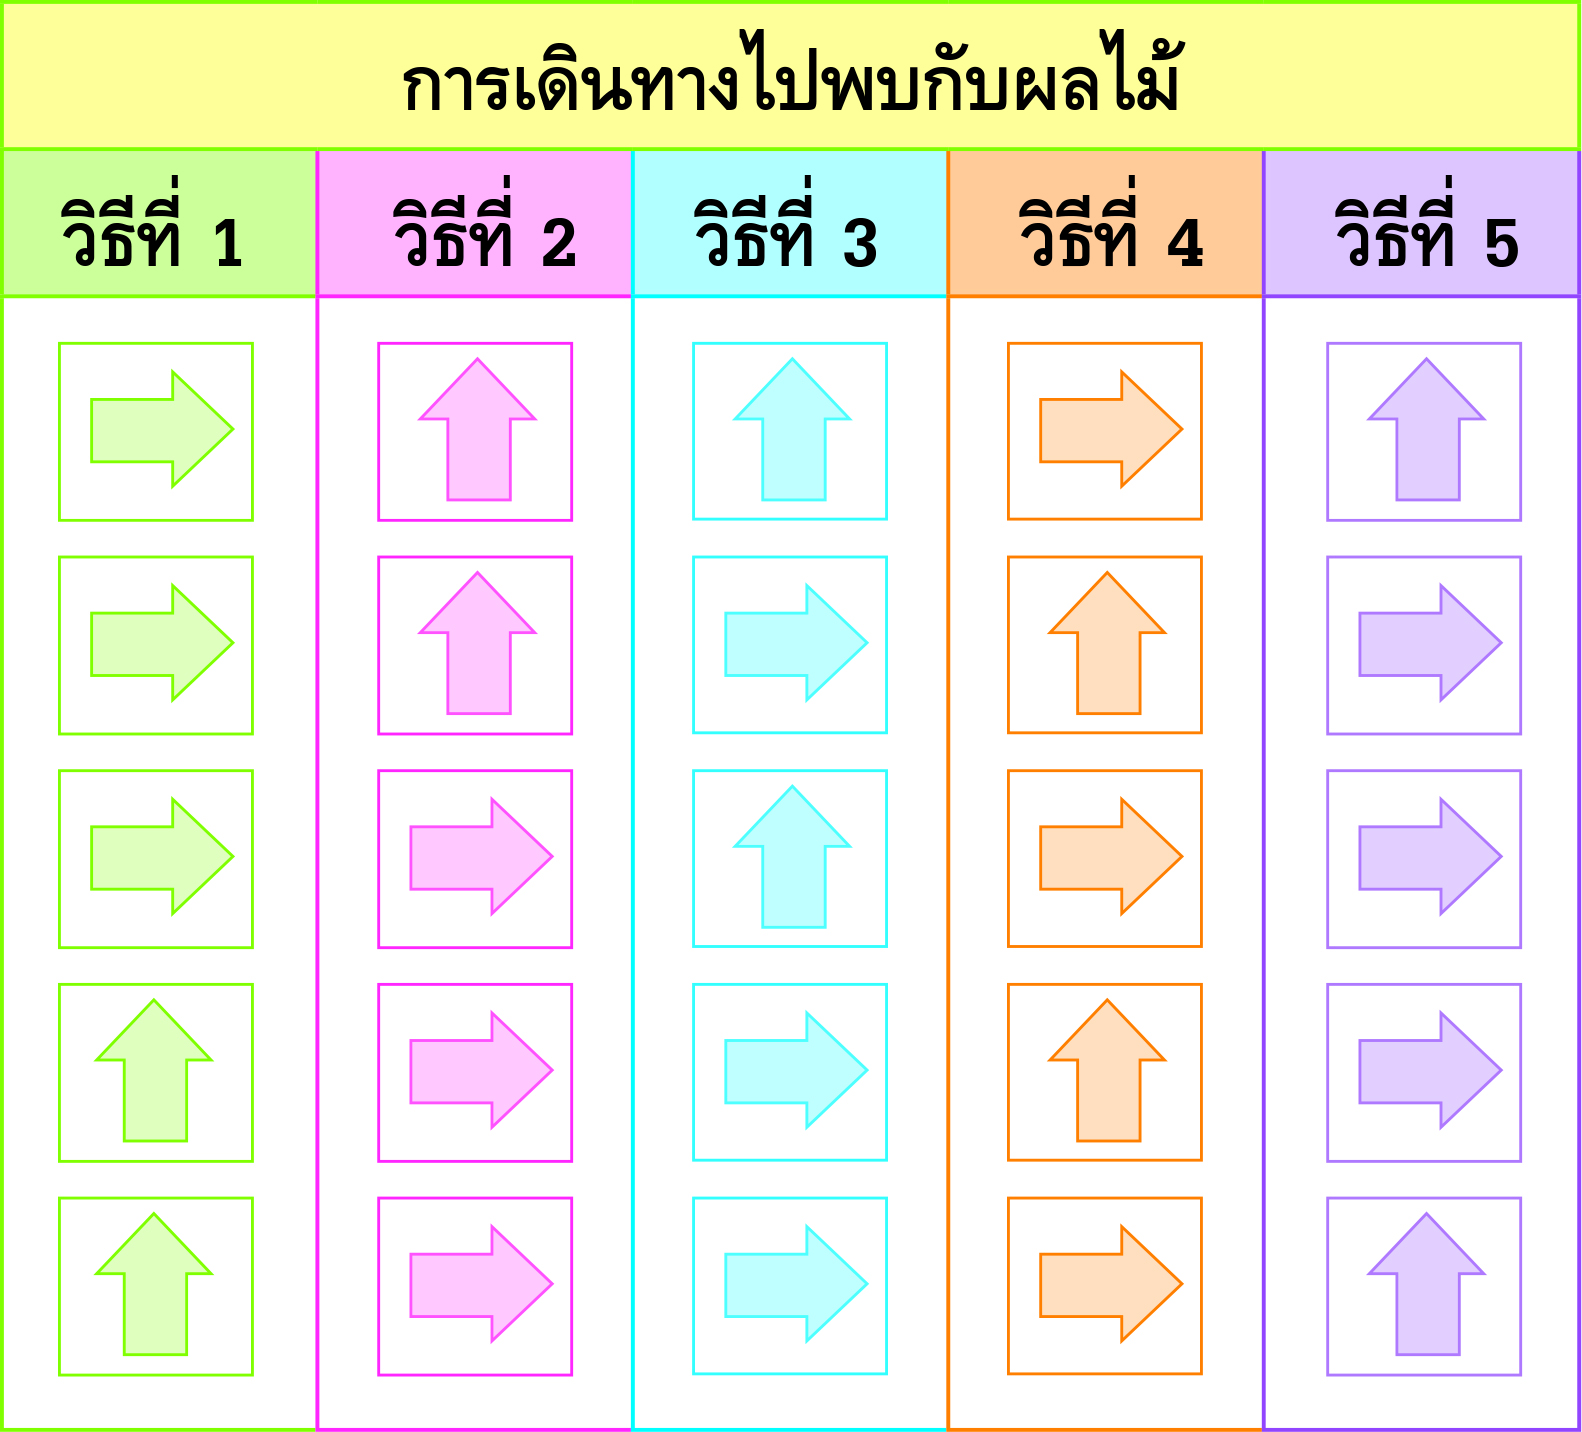 การเดินทางไปพบกับผลไม้
วิธีที่ 1
วิธีที่ 2
วิธีที่ 3
วิธีที่ 4
วิธีที่ 5